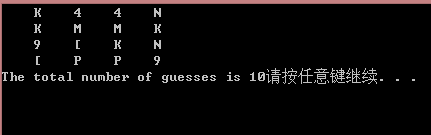 K 4 4 N
K M M K
9 [ K N
[ P P 9
The total number of guesses is 10请按任意键继续. . .